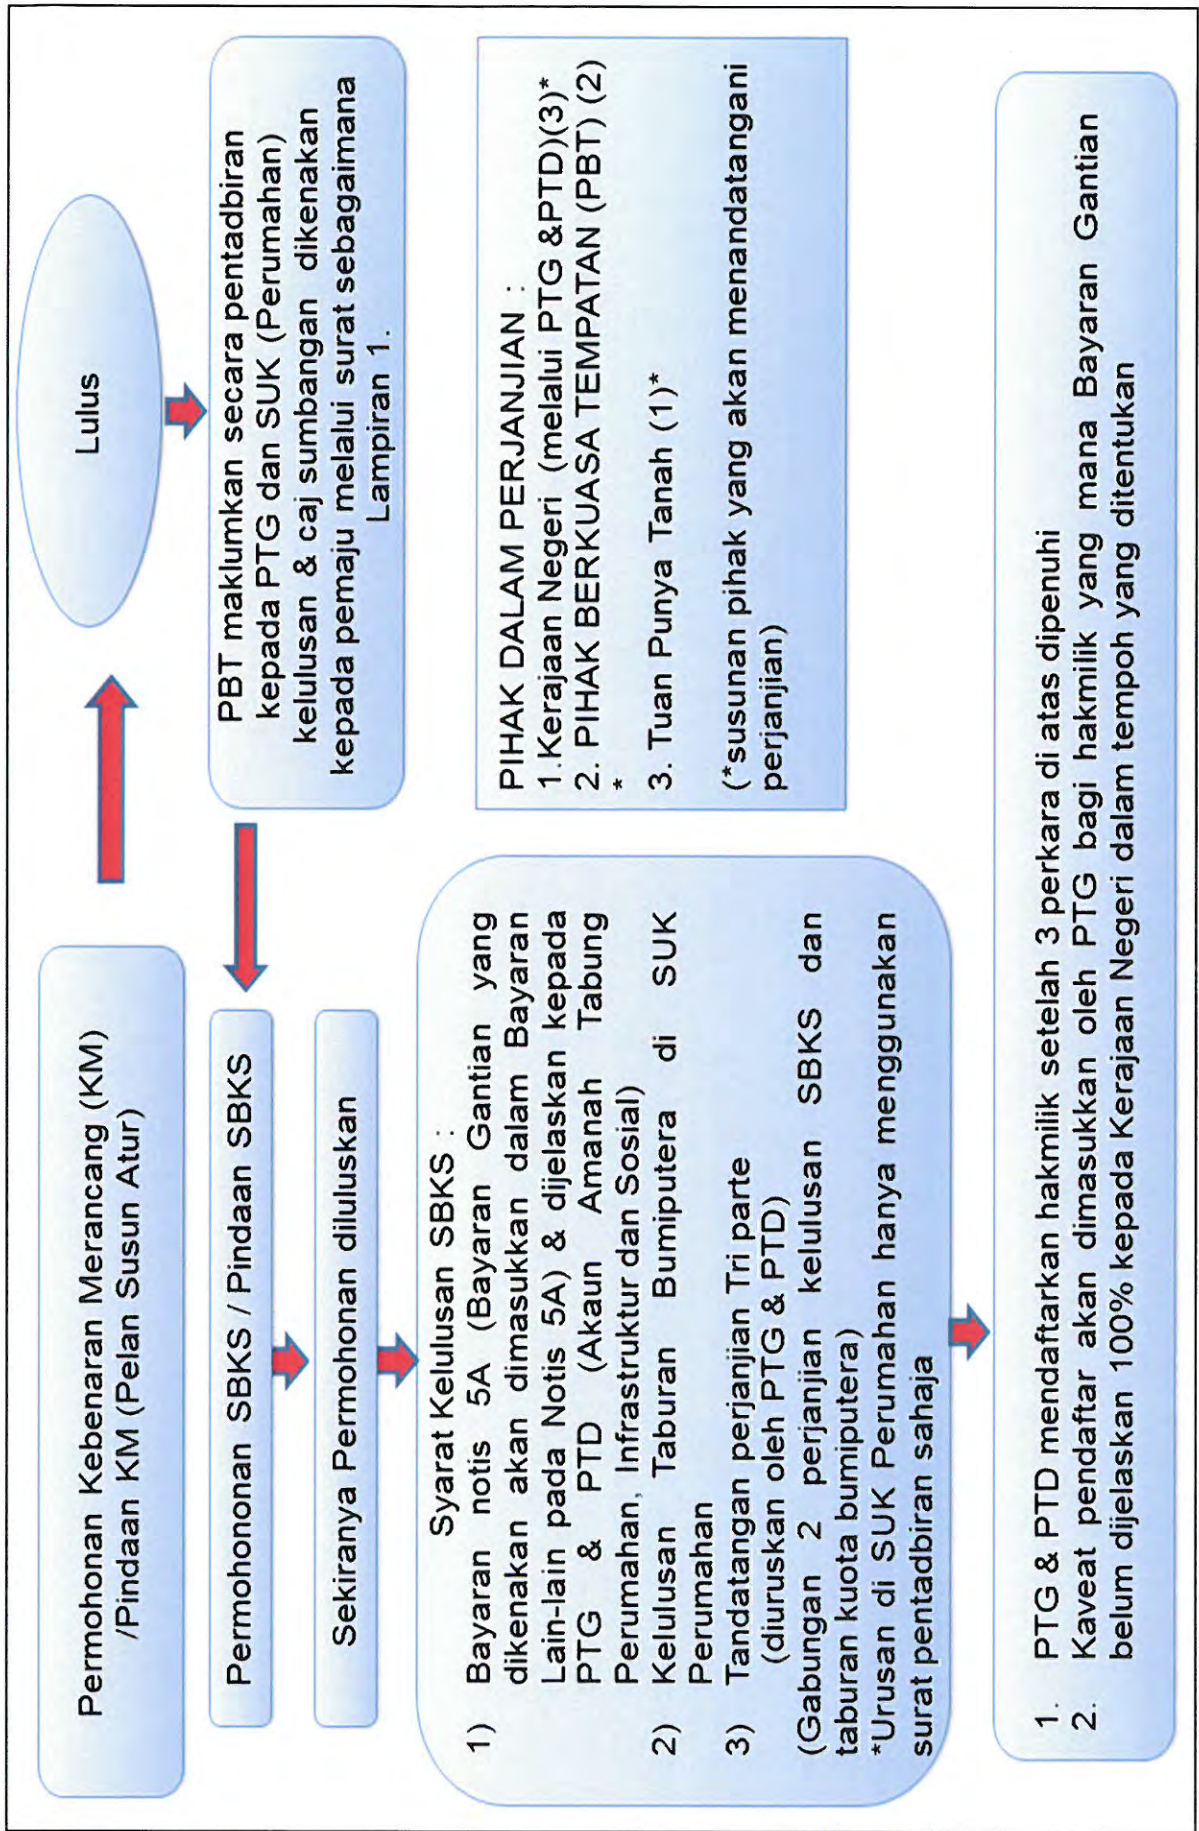 Permohonan Kebenaran Merancang (KM)
/Pindaan KM (Pelan Susun Atur)
Lulus
PBT maklumkan secara pentadbiran
kepada PTG dan SUK (Perumahan)
kelulusan & caj sumbangan dikenakan
kepada pemaju melalui surat sebagaimana
Lampiran 1.
Permohononan SBKS / Pindaan SBKS
Sekiranya Permohonan diluluskan
Syarat Kelulusan SBKS :
1) Bayaran notis 5A (Bayaran Gantian yang
dikenakan akan dimasukkan dalam Bayaran
Lain-lain pada Notis 5A) & dijelaskan kepada
PTG & PTD (Akaun Amanah Tabung
Perumahan, Infrastruktur dan Sosial)
2) Kelulusan Taburan Bumiputera di SUK
Perumahan
3) Tandatangan perjanjian Tri parte
(diuruskan oleh PTG & PTD)
(Gabungan 2 perjanjian kelulusan SBKS dan
taburan kuota bumiputera)
*Urusan di SUK Perumahan hanya menggunakan
surat pentadbiran sahaja
PIHAK DALAM PERJANJIAN :
1.Kerajaan Negeri (melalui PTG &PTD)(3)*
2. PIHAK BERKUASA TEMPATAN (PBT) (2)
*
3. Tuan Punya Tanah (1)*
(*susunan pihak yang akan menandatangani
perjanjian)
1. PTG & PTD mendaftarkan hakmilik setelah 3 perkara di atas dipenuhi
2. Kaveat pendaftar akan dimasukkan oleh PTG bagi hakmilik yang mana Bayaran Gantian
belum dijelaskan 100% kepada Kerajaan Negeri dalam tempoh yang ditentukan